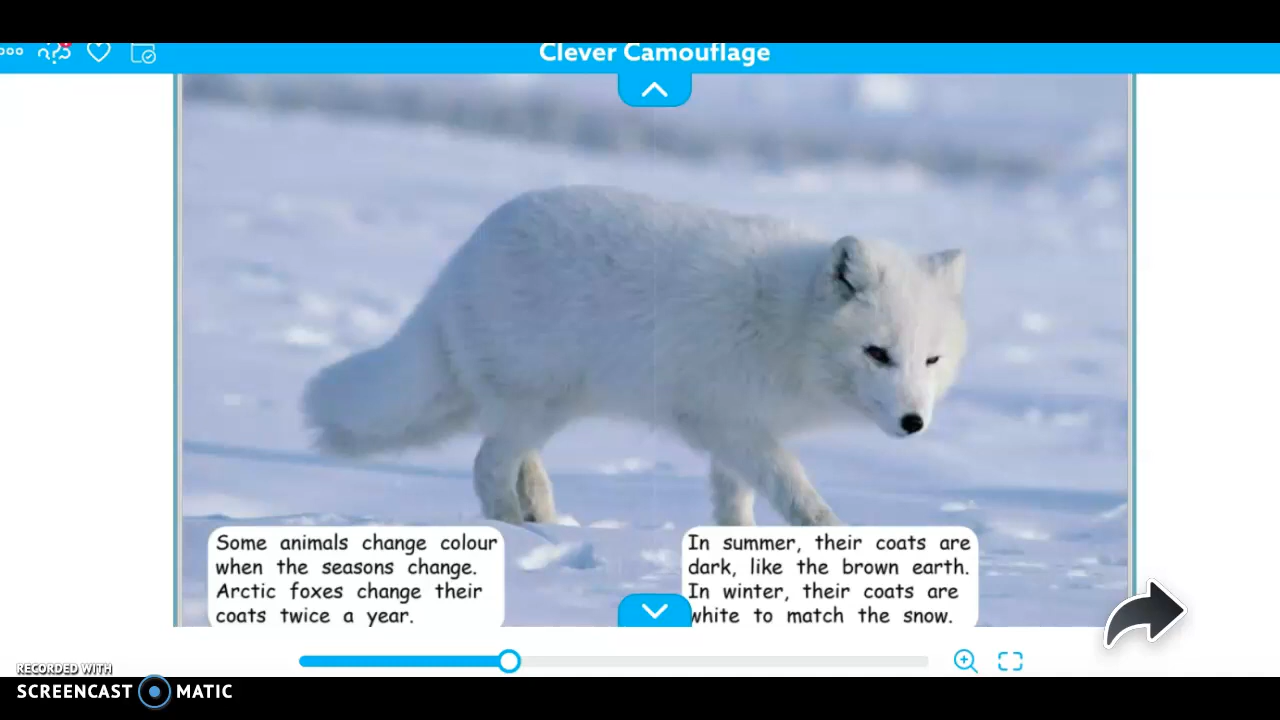 Clever Camouflage
Some animals change colour
when the seasons change.
Arctic foxes change their
coats twice a year.
In summer, their coats are
dark, like the brown earth.
In winter, their coats are
white to match the snow.
RECORDED WITH
SCREENCAST MATIC